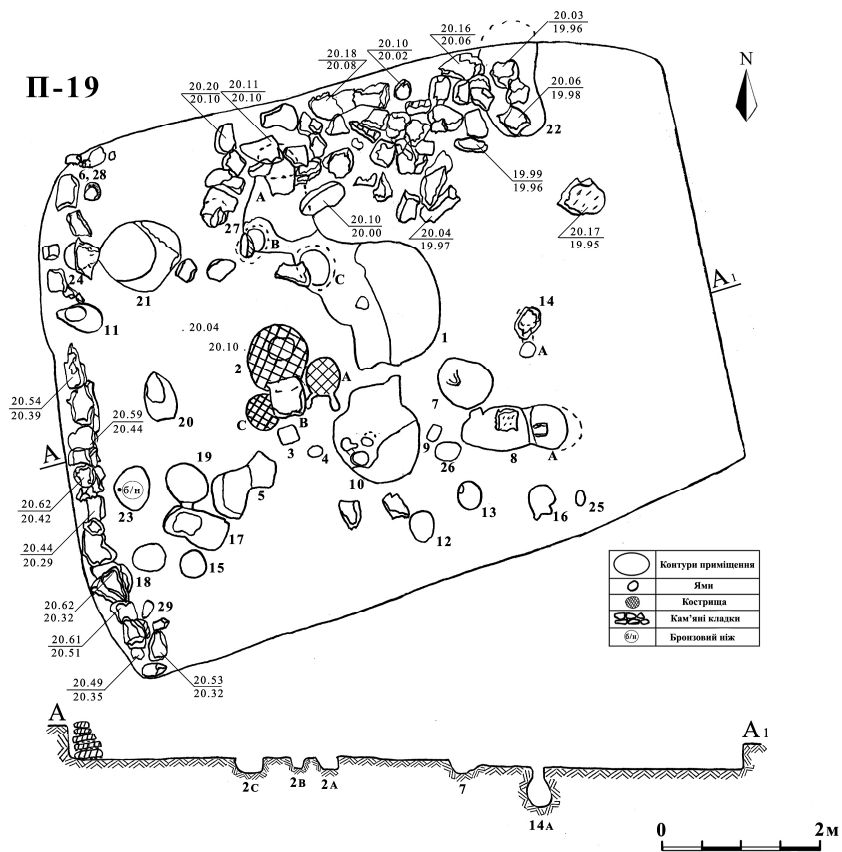 П-19
N
20.03
19.96
20.16
20.06
20.10
20.02
20.18
20.08
20.20
20.10
20.11
20.10
20.06
19.98
22
6, 28
19.99
19.96
A
27
20.10
20.00
20.04
19.97
20.17
19.95
B
C
24
21
A1
11
1
14
A
. 20.04
20.10 .
2
A
B
C
7
20.54
20.39
20.59
20.44
20
A
3
4
10
9
26
8
A
19
5
20.62
20.42
б/н
23
17
13
16
25
12
20.44
20.29
18
15
20.62
20.32
29
20.61
20.51
20.49
20.35
20.53
20.32
Контури приміщення
Ями
Кострища
Кам'яні кладки
б/н
Бронзовий ніж
A
A1
2C
2B
2A
7
14A
0
2м